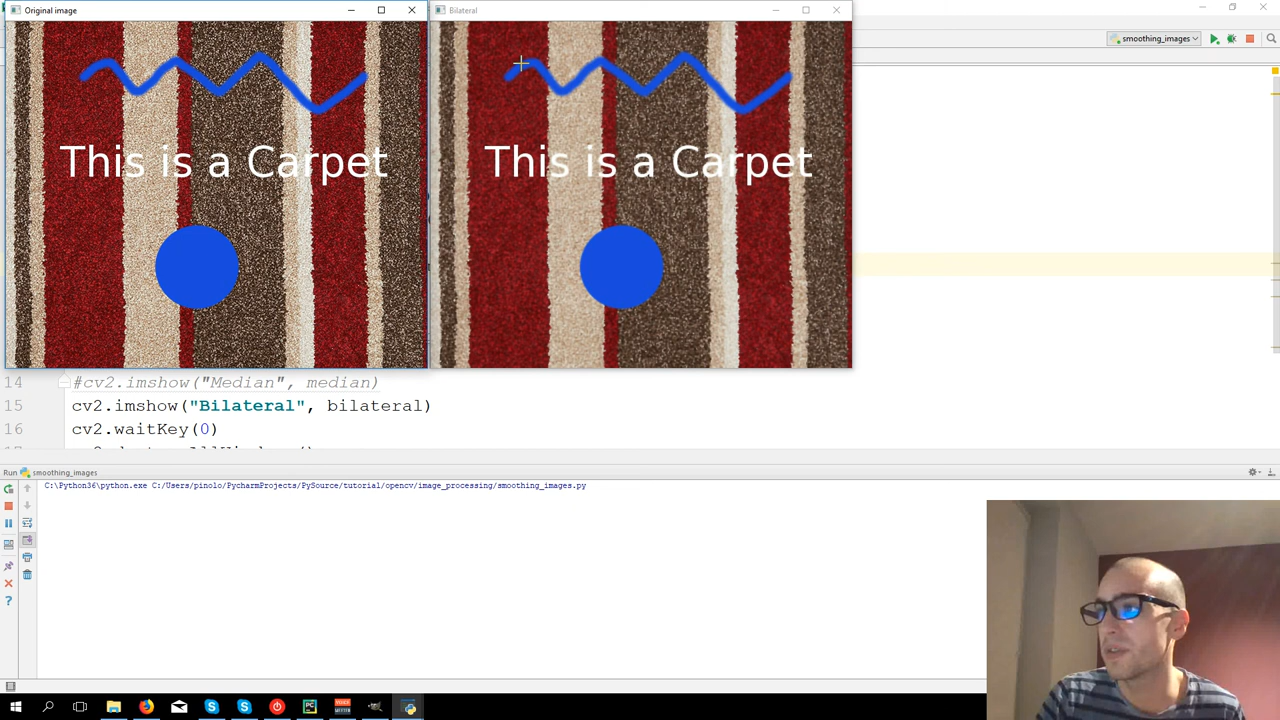 Original image
Bilateral
smoothing_images
This is a Carpet
This is a Carpet
14 #cv2.imshow("Median", median)
15 cv2.imshow("Bilateral", bilateral)
16 cv2.waitKey(0)
Run smoothing_images
C:\Python36\python.exe C:/Users/pinolo/PycharmProjects/PySource/tutorial/opencv/image_processing/smoothing_images.py